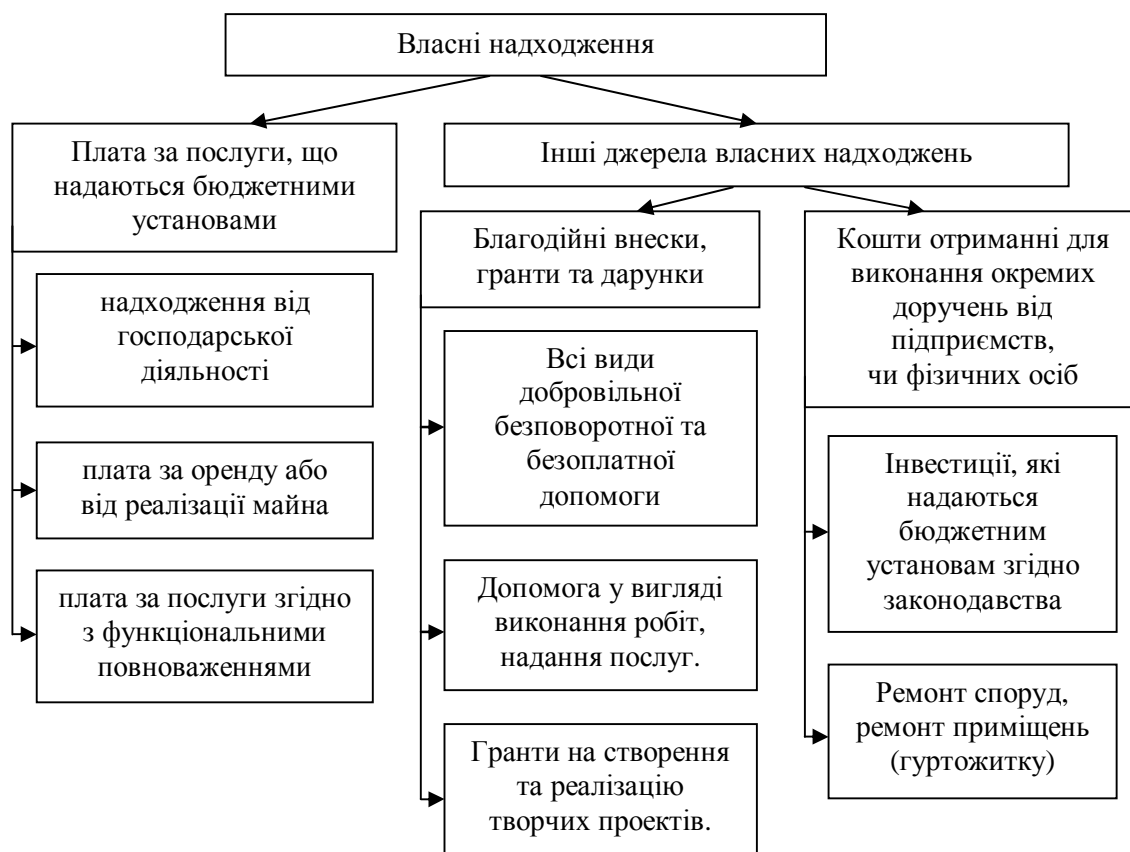 Власні надходження
Плата за послуги, що
надаються бюджетними
установами
Інші джерела власних надходжень
надходження від
господарської
діяльності
плата за оренду або
від реалізації майна
плата за послуги згідно
з функціональними
повноваженнями
Благодійні внески,
гранти та дарунки
Всі види
добровільної
безповоротної та
безоплатної
допомоги
Допомога у вигляді
виконання робіт,
надання послуг.
Гранти на створення
та реалізацію
творчих проектів.
Кошти отриманні для
виконання окремих
доручень від
підприємств,
чи фізичних осіб
Інвестиції, які
надаються
бюджетним
установам згідно
законодавства
Ремонт споруд,
ремонт приміщень
(гуртожитку)